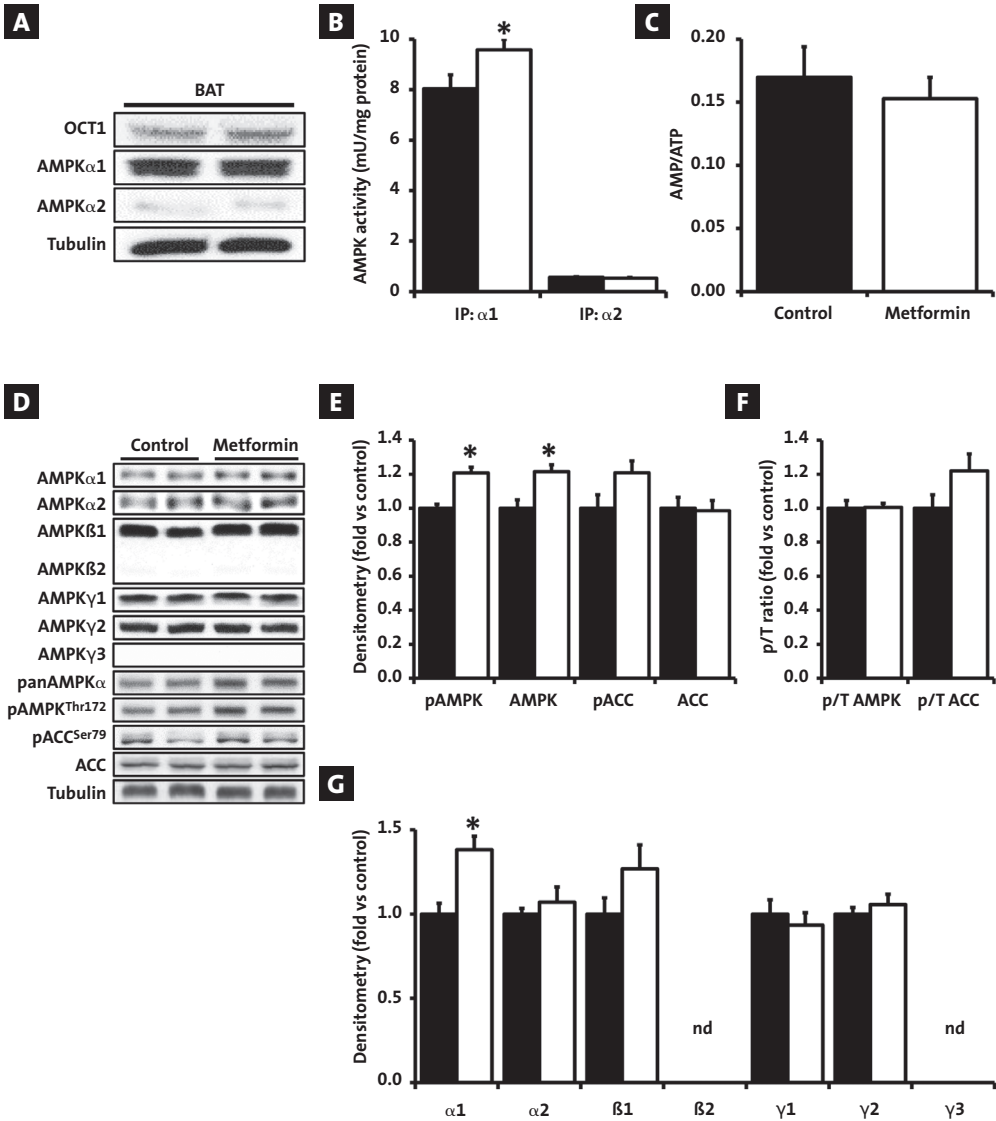 A
BAT
OCT1
AMPKα1
AMPKα2
Tubulin
B
AMPK activity (mU/mg protein)
10
8
6
4
2
0
*
IP: α1
IP: α2
C
AMP/ATP
0.20
0.15
0.10
0.05
0.00
Control
Metformin
D
Control
Metformin
AMPKα1
AMPKα2
AMPKß1
AMPKß2
AMPKγ1
AMPKγ2
AMPKγ3
panAMPKα
pAMPKThr172
pACCSer79
ACC
Tubulin
E
Densitometry (fold vs control)
1.4
1.2
1.0
0.8
0.6
0.4
0.2
0.0
*
*
pAMPK
AMPK
pACC
ACC
F
p/T ratio (fold vs control)
1.4
1.2
1.0
0.8
0.6
0.4
0.2
0.0
p/T AMPK
p/T ACC
G
Densitometry (fold vs control)
1.5
1.0
0.5
0.0
*
nd
nd
α1
α2
ß1
ß2
γ1
γ2
γ3